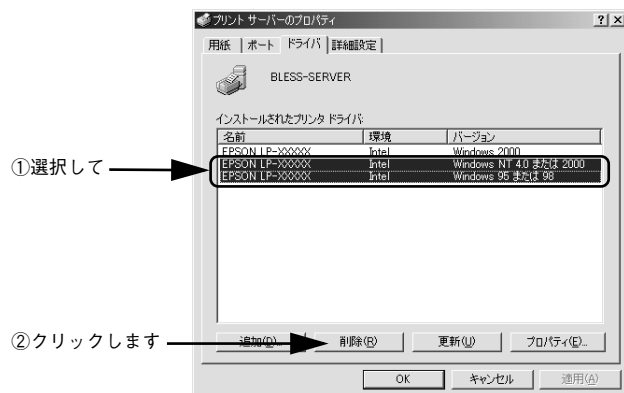 プリント サーバーのプロパティ ? ×
用紙 ポート ドライバ 詳細設定
BLESS-SERVER
インストールされたプリンタ ドライバ:
名前 環境 バージョン
EPSON LP-XXXXX Intel Windows 2000
EPSON LP-XXXXX Intel Windows NT 4.0 または 2000
EPSON LP-XXXXX Intel Windows 95 または 98
①選択して
②クリックします
追加(D)... 削除(R) 更新(U) プロパティ(E)...
OK キャンセル 適用(A)